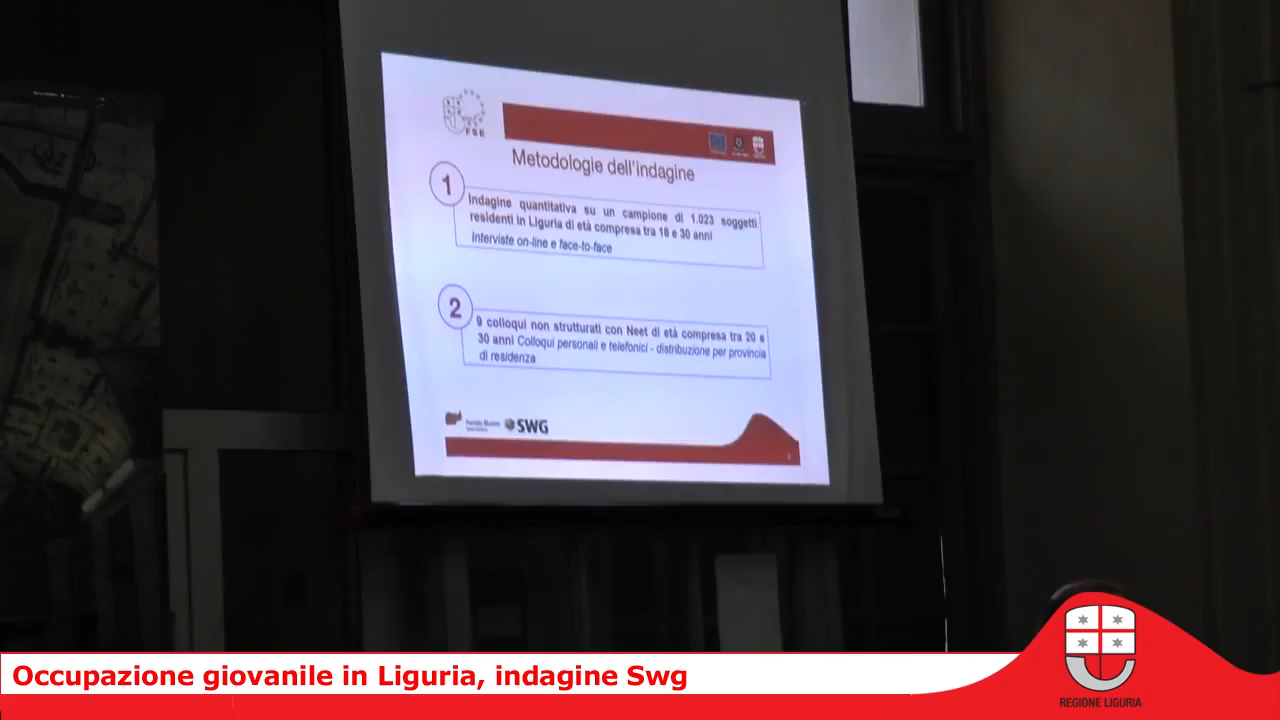 FSE
Metodologie dell'indagine
1
Indagine quantitativa su un campione di 1.023 soggetti
residenti in Liguria di età compresa tra 16 e 30 anni
Interviste on-line e face-to-face
2
9 colloqui non strutturati con Neet di età compresa tra 20 e
30 anni Colloqui personali e telefonici - distribuzione per provincia
di residenza
SWG
Occupazione giovanile in Liguria, indagine Swg
REGIONE LIGURIA